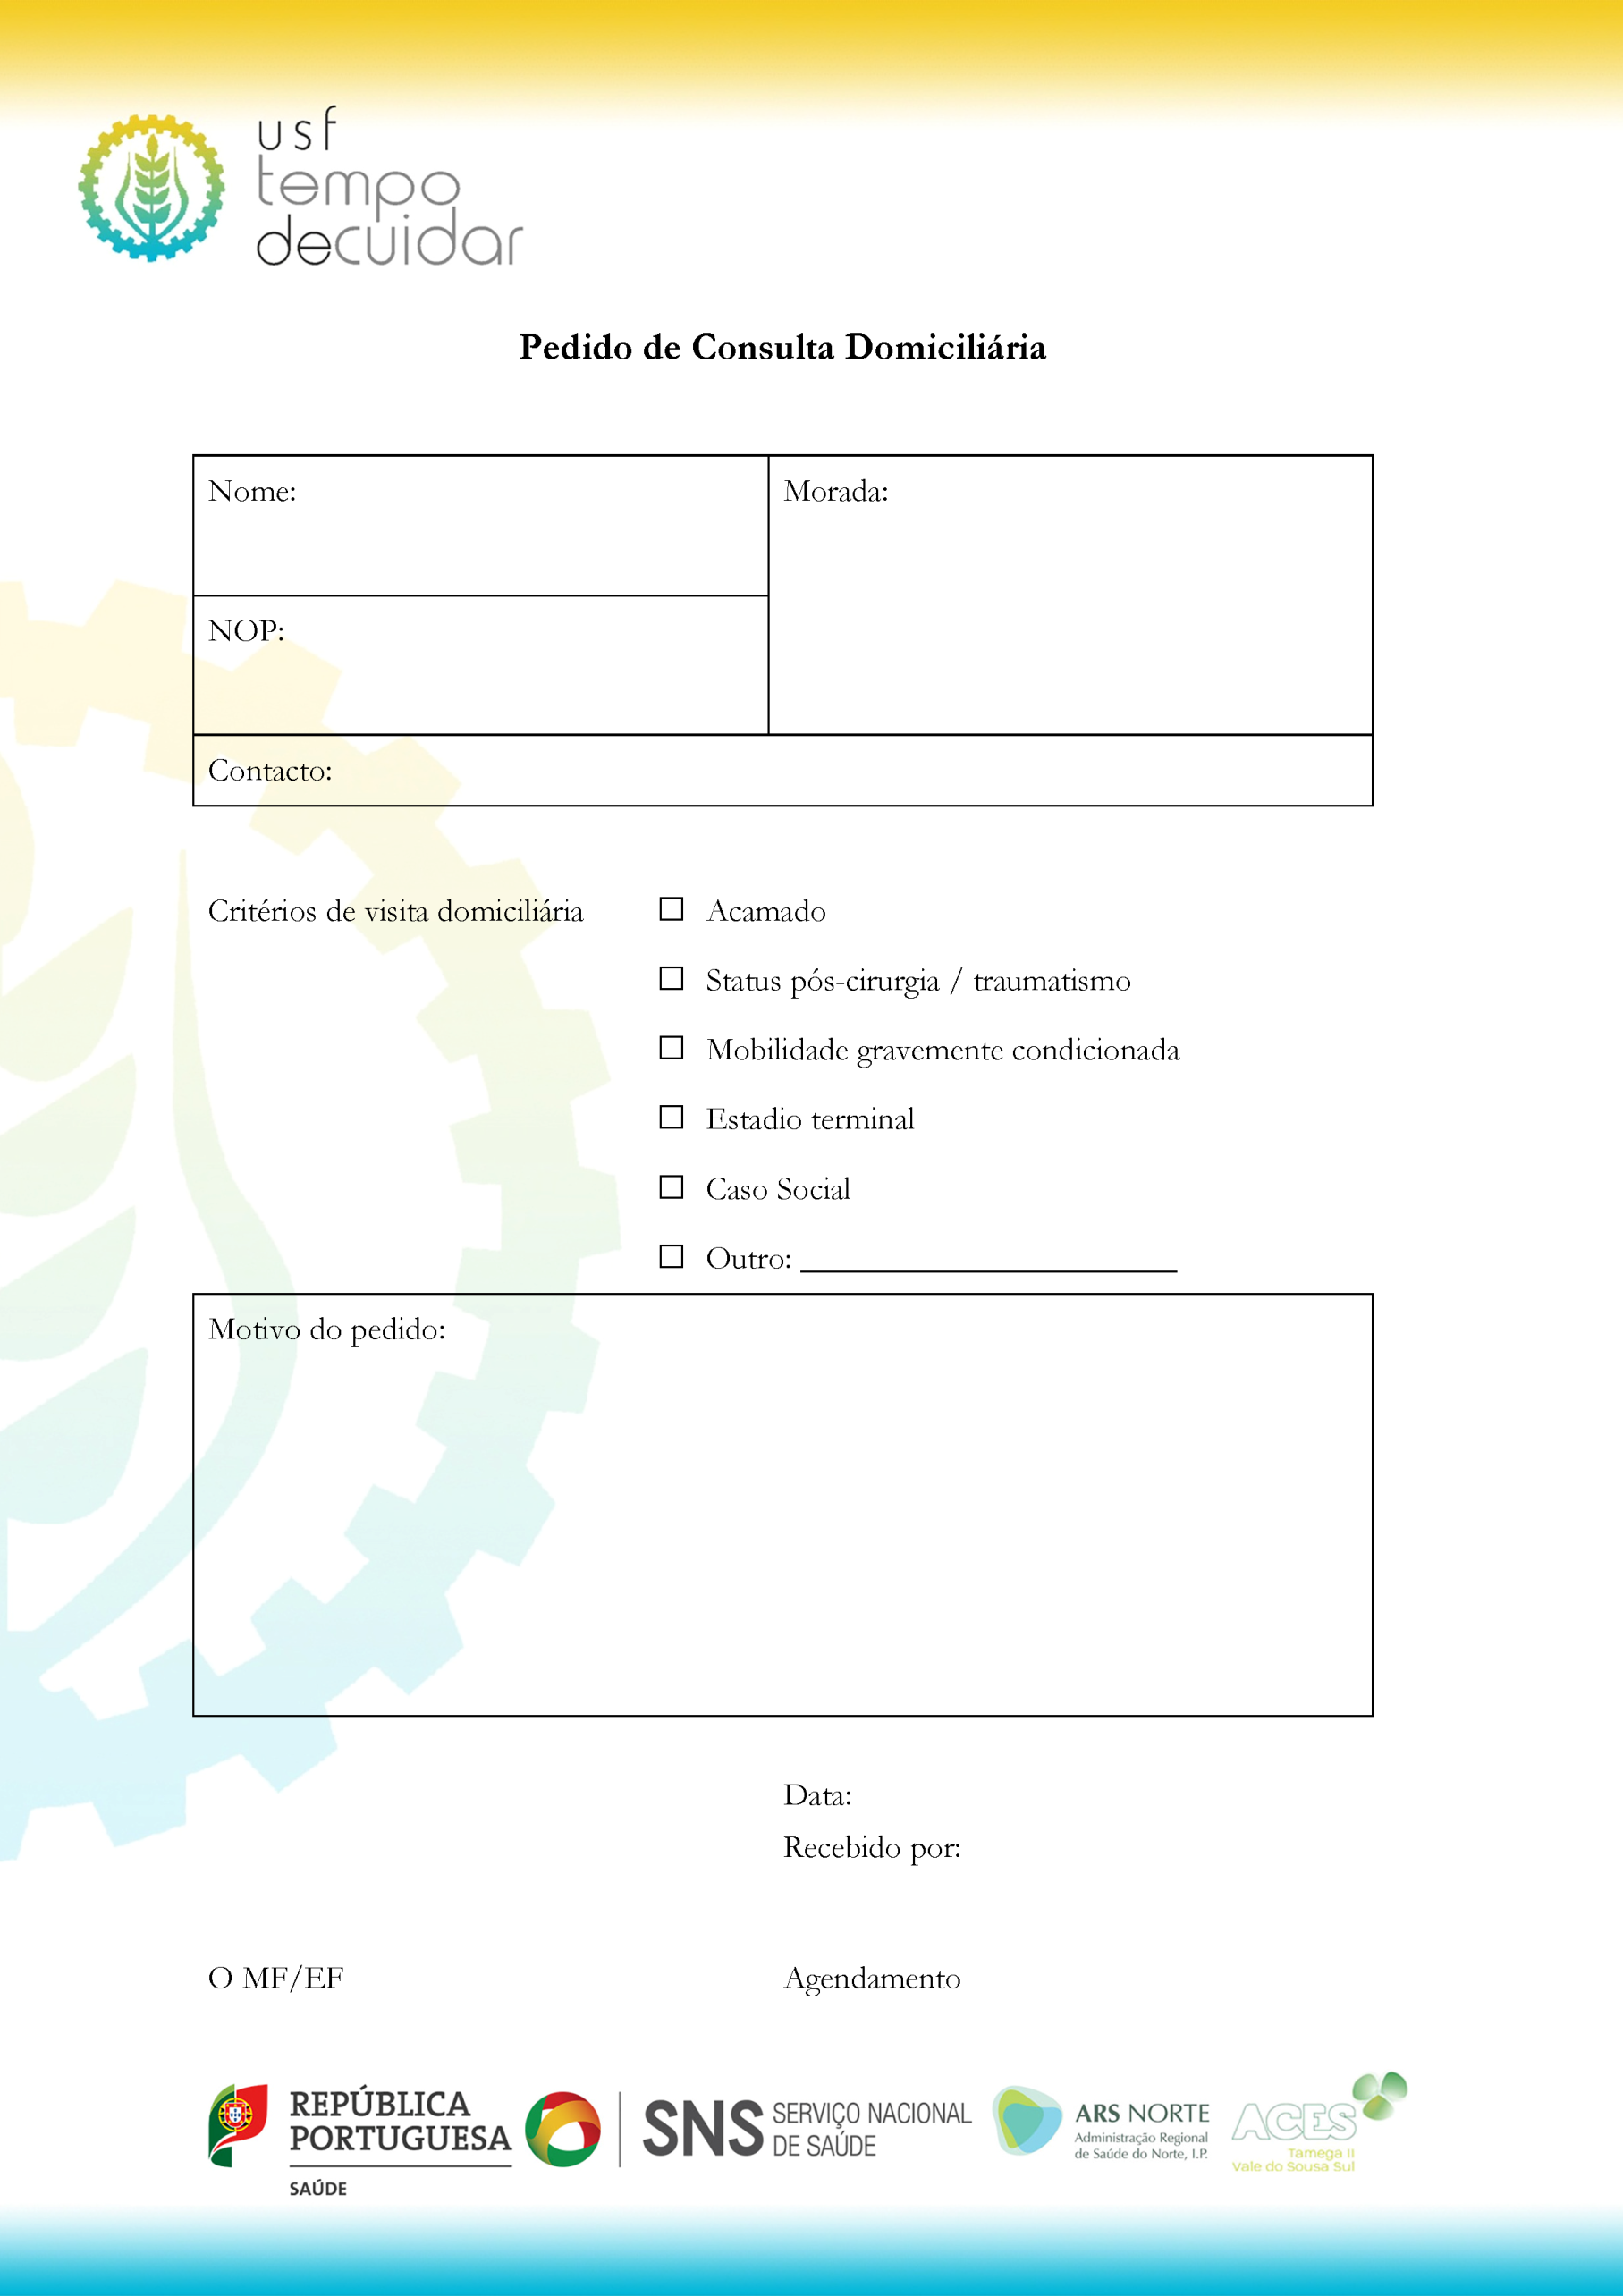 usf
tempo
decuidar
Pedido de Consulta Domiciliária
Nome:
Morada:
NOP:
Contacto:
Critérios de visita domiciliária
☐ Acamado
☐ Status pós-cirurgia / traumatismo
☐ Mobilidade gravemente condicionada
☐ Estadio terminal
☐ Caso Social
☐ Outro: ____________________
Motivo do pedido:
Data:
Recebido por:
O MF/EF
Agendamento
REPÚBLICA
PORTUGUESA
SAÚDE
SNS SERVIÇO NACIONAL
DE SAÚDE
ARS NORTE
Administração Regional
de Saúde do Norte, I.P.
ACES
Tamega II
Vale do Sousa Sul